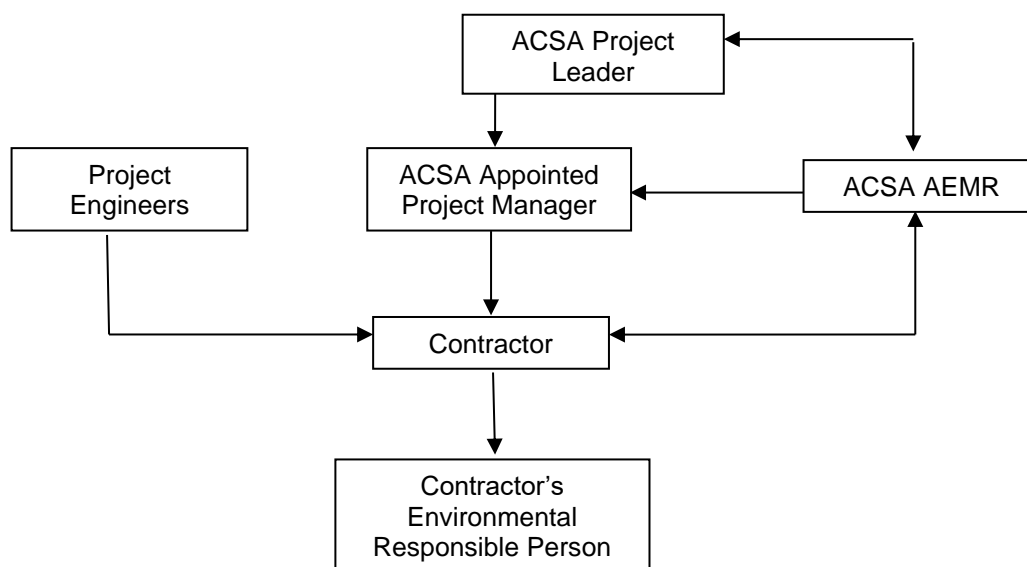 ACSA Project
Leader
Project
Engineers
ACSA Appointed
Project Manager
ACSA AEMR
Contractor
Contractor’s
Environmental
Responsible Person